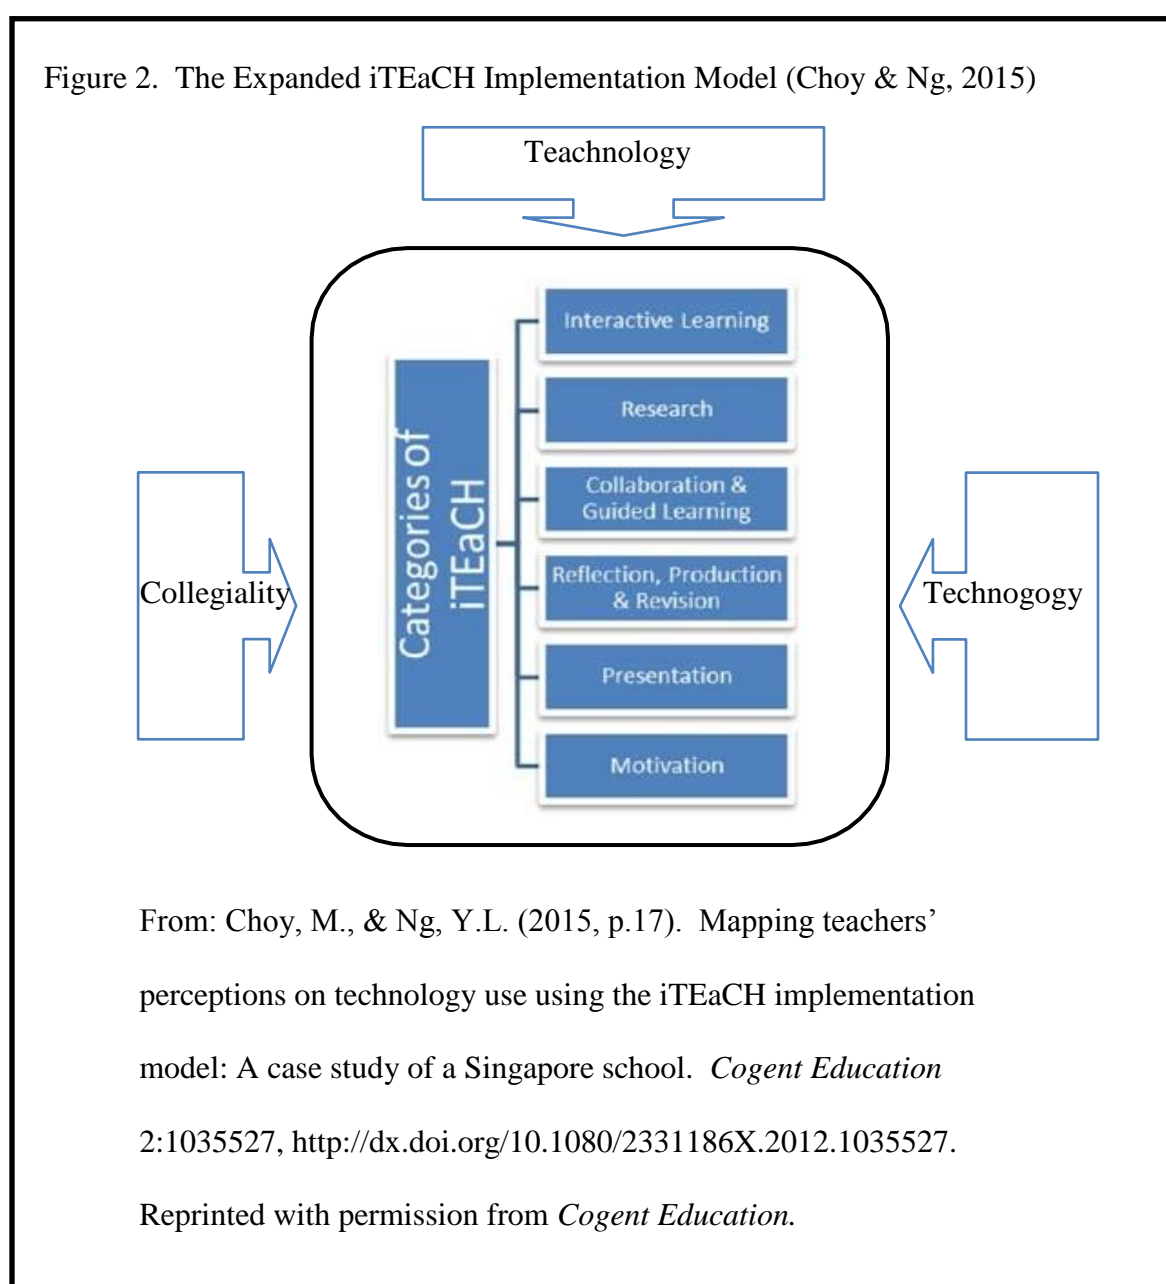 Figure 2. The Expanded iTEaCH Implementation Model (Choy & Ng, 2015)
Teachnology
Collegiality
Categories of
iTEaCH
Interactive Learning
Research
Collaboration &
Guided Learning
Reflection, Production
& Revision
Presentation
Motivation
Technogogy
From: Choy, M., & Ng, Y.L. (2015, p.17). Mapping teachers’
perceptions on technology use using the iTEaCH implementation
model: A case study of a Singapore school. Cogent Education
2:1035527, http://dx.doi.org/10.1080/2331186X.2012.1035527.
Reprinted with permission from Cogent Education.